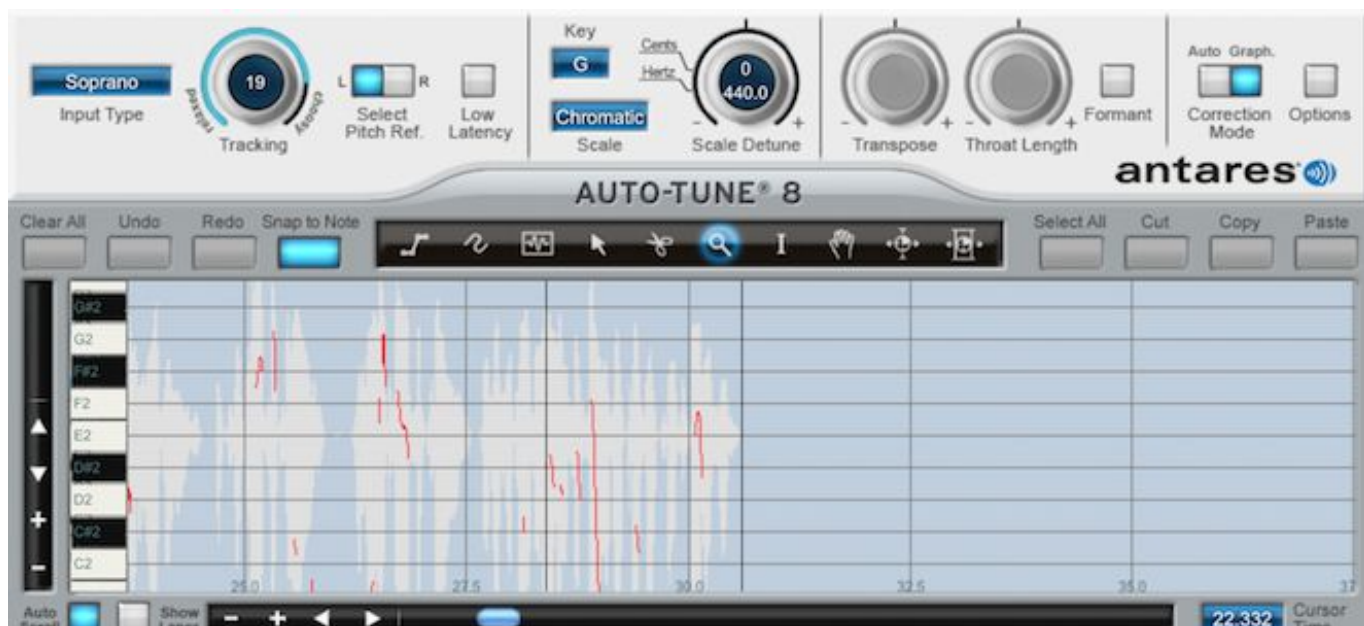 Soprano
Input Type
19
relaxed
choosy
Tracking
L R
Select
Pitch Ref.
Low
Latency
Key
G
Chromatic
Scale
Cents
Hertz
0
440.0
- +
Scale Detune
- +
Transpose
- +
Throat Length
Formant
Auto Graph.
Correction
Mode
Options
antares
AUTO-TUNE® 8
Clear All Undo Redo Snap to Note
Select All Cut Copy Paste
G#2
G2
F#2
F2
E2
D#2
D2
C#2
C2
25.0 27.5 30.0 32.5 35.0 37
Auto
Scroll
Show
- +
22.332
Cursor
Time